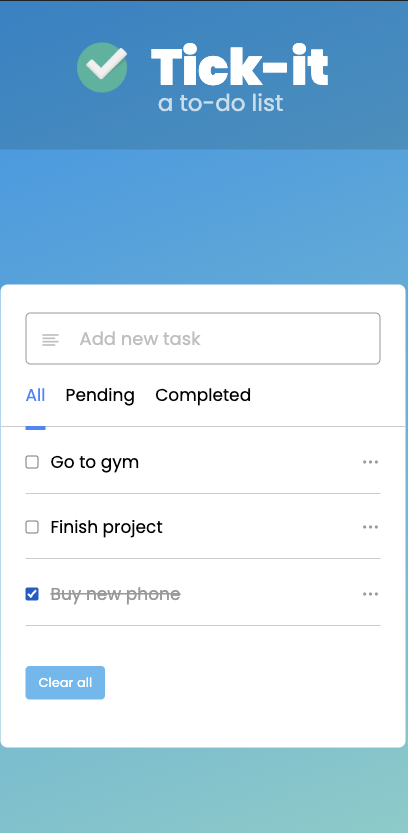 Tick-it
a to-do list
Add new task
All Pending Completed
Go to gym
Finish project
Buy new phone
Clear all